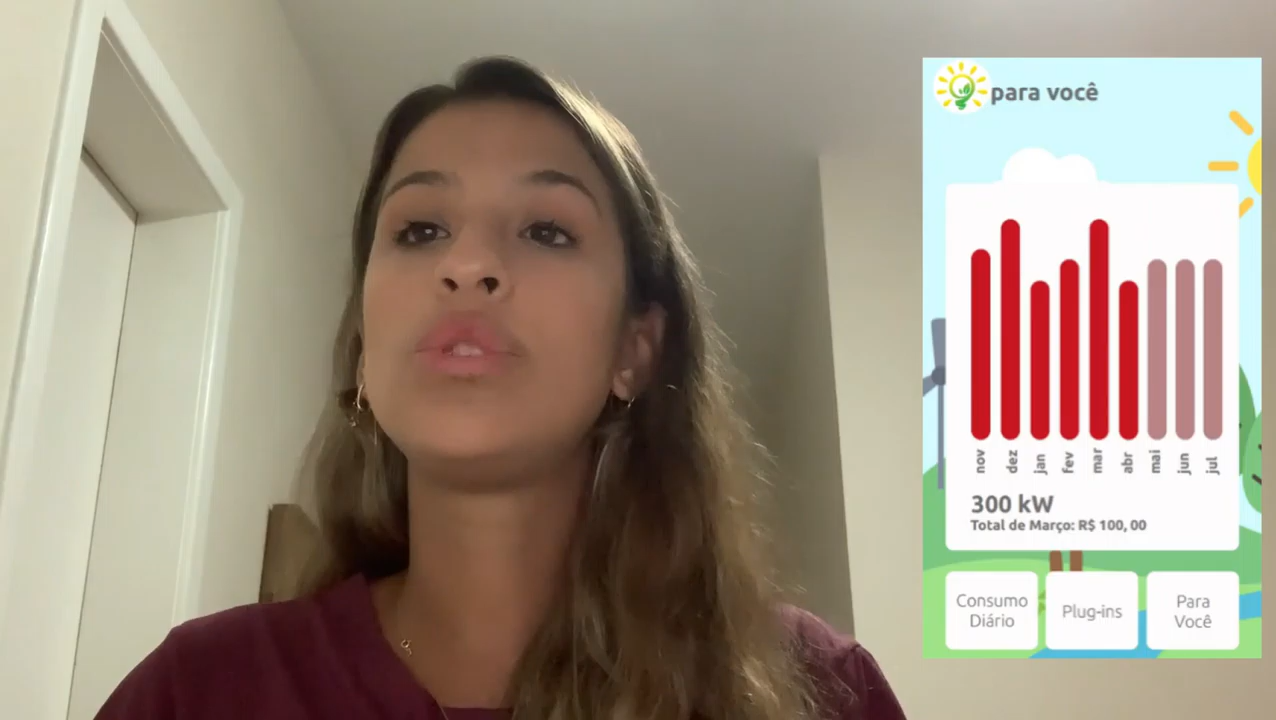 para você
nov
dez
jan
fev
mar
abr
mai
jun
jul
300 kW
Total de Março: R$ 100, 00
Consumo
Diário
Plug-ins
Para
Você